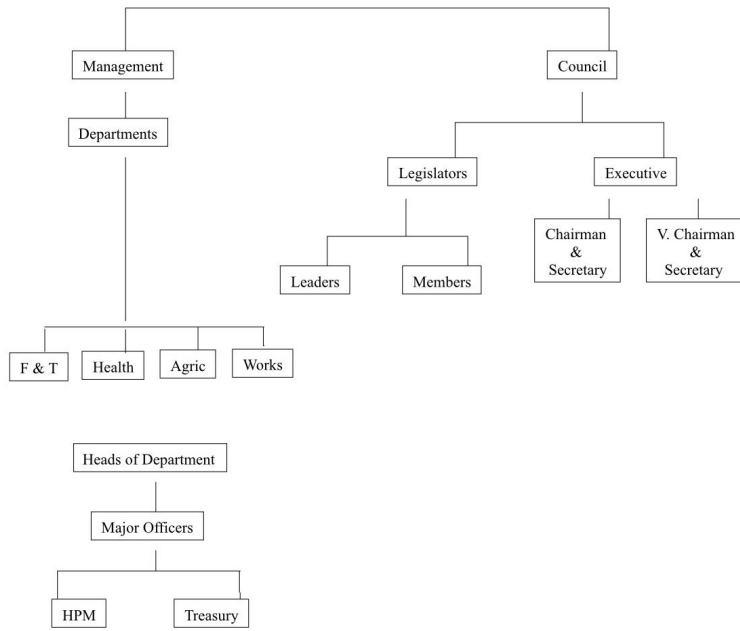 Management
Council
Departments
Legislators
Executive
Chairman
&
Secretary
V. Chairman
&
Secretary
Leaders
Members
F & T
Health
Agric
Works
Heads of Department
Major Officers
HPM
Treasury